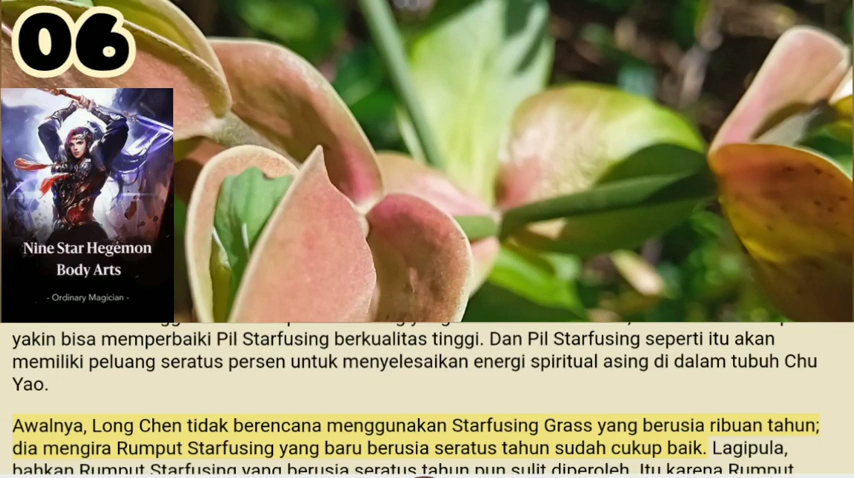 06
Nine Star Hegemon
Body Arts
- Ordinary Magician -
yakin bisa memperbaiki Pil Starfusing berkualitas tinggi. Dan Pil Starfusing seperti itu akan
memiliki peluang seratus persen untuk menyelesaikan energi spiritual asing di dalam tubuh Chu
Yao.
Awalnya, Long Chen tidak berencana menggunakan Starfusing Grass yang berusia ribuan tahun;
dia mengira Rumput Starfusing yang baru berusia seratus tahun sudah cukup baik. Lagipula,
bahkan Rumput Starfusing yang berusia seratus tahun pun sulit diperoleh. Itu karena Rumput